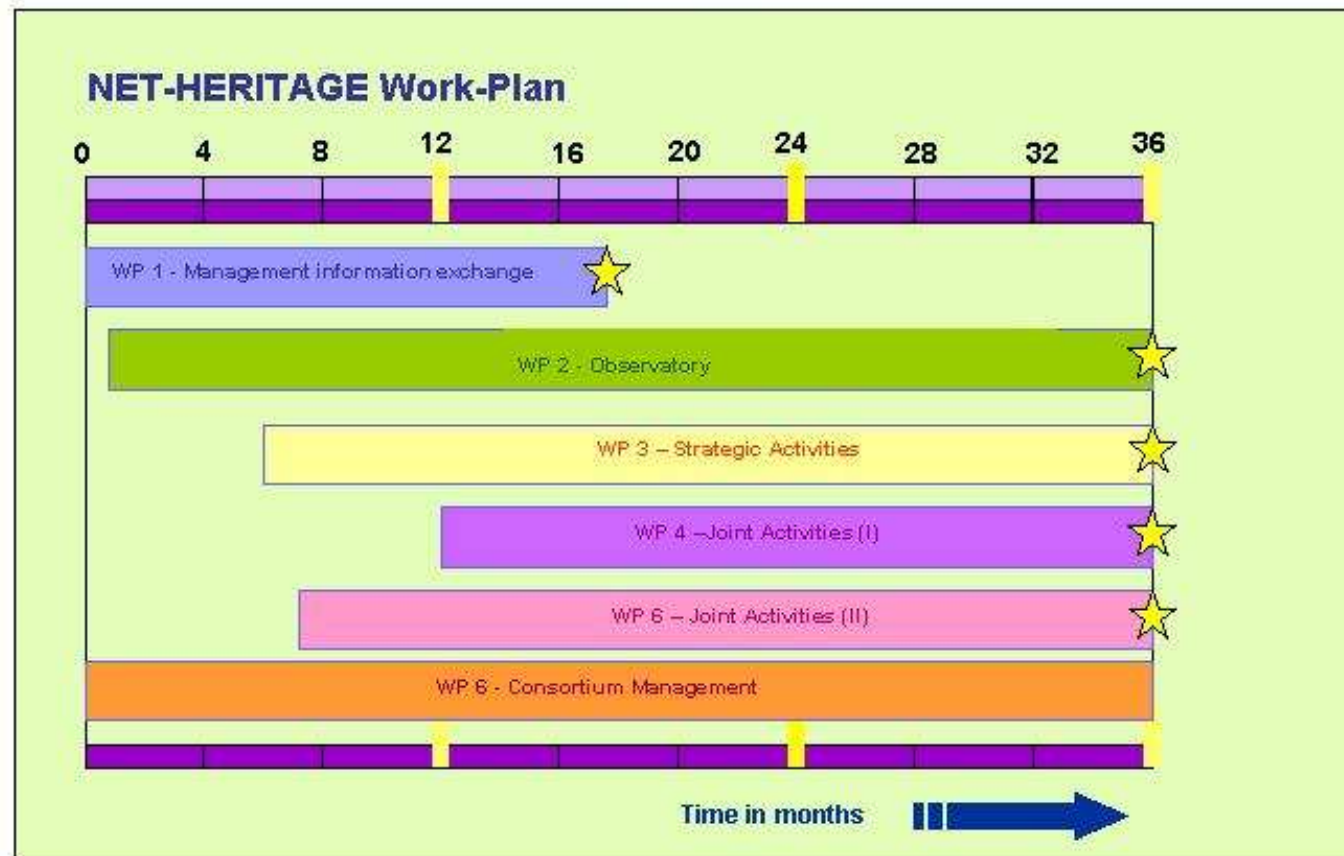 NET-HERITAGE Work-Plan
0 4 8 12 16 20 24 28 32 36
WP 1 - Management information exchange
WP 2 - Observatory
WP 3 – Strategic Activities
WP 4 –Joint Activities (I)
WP 6 – Joint Activities (II)
WP 6 - Consortium Management
Time in months